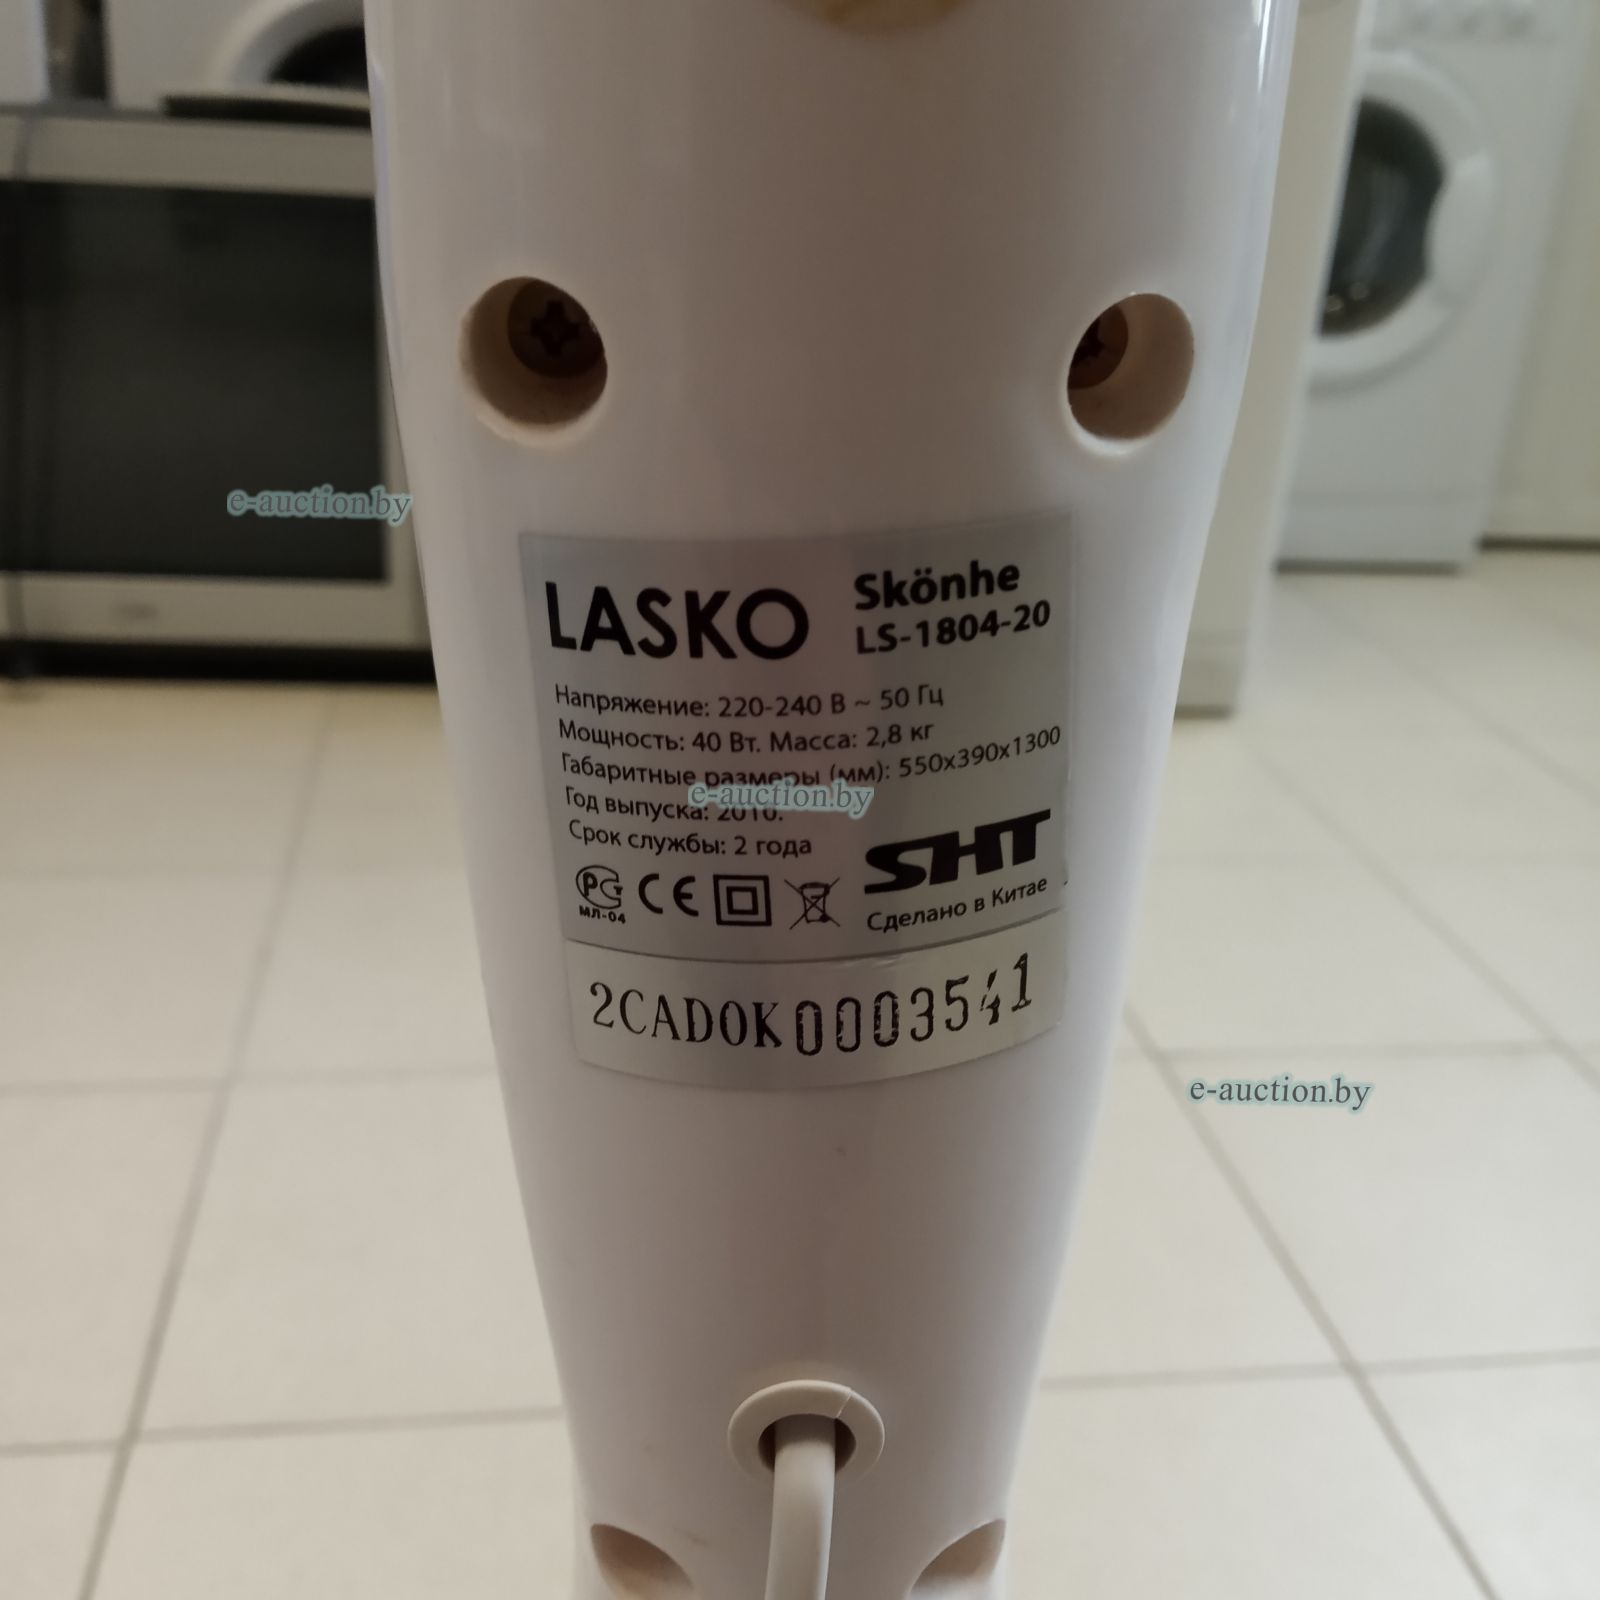 e-auction.by
LASKO
Skönhe
LS-1804-20
Напряжение: 220-240 В ~ 50 Гц
Мощность: 40 Вт. Масса: 2,8 кг
Габаритные размеры (мм): 550x390x1300
e-auction.by
Год выпуска: 2010.
Срок службы: 2 года
SHT
РСТ
МЛ-04
CE
Сделано в Китае
2CAD0K0003541
e-auction.by